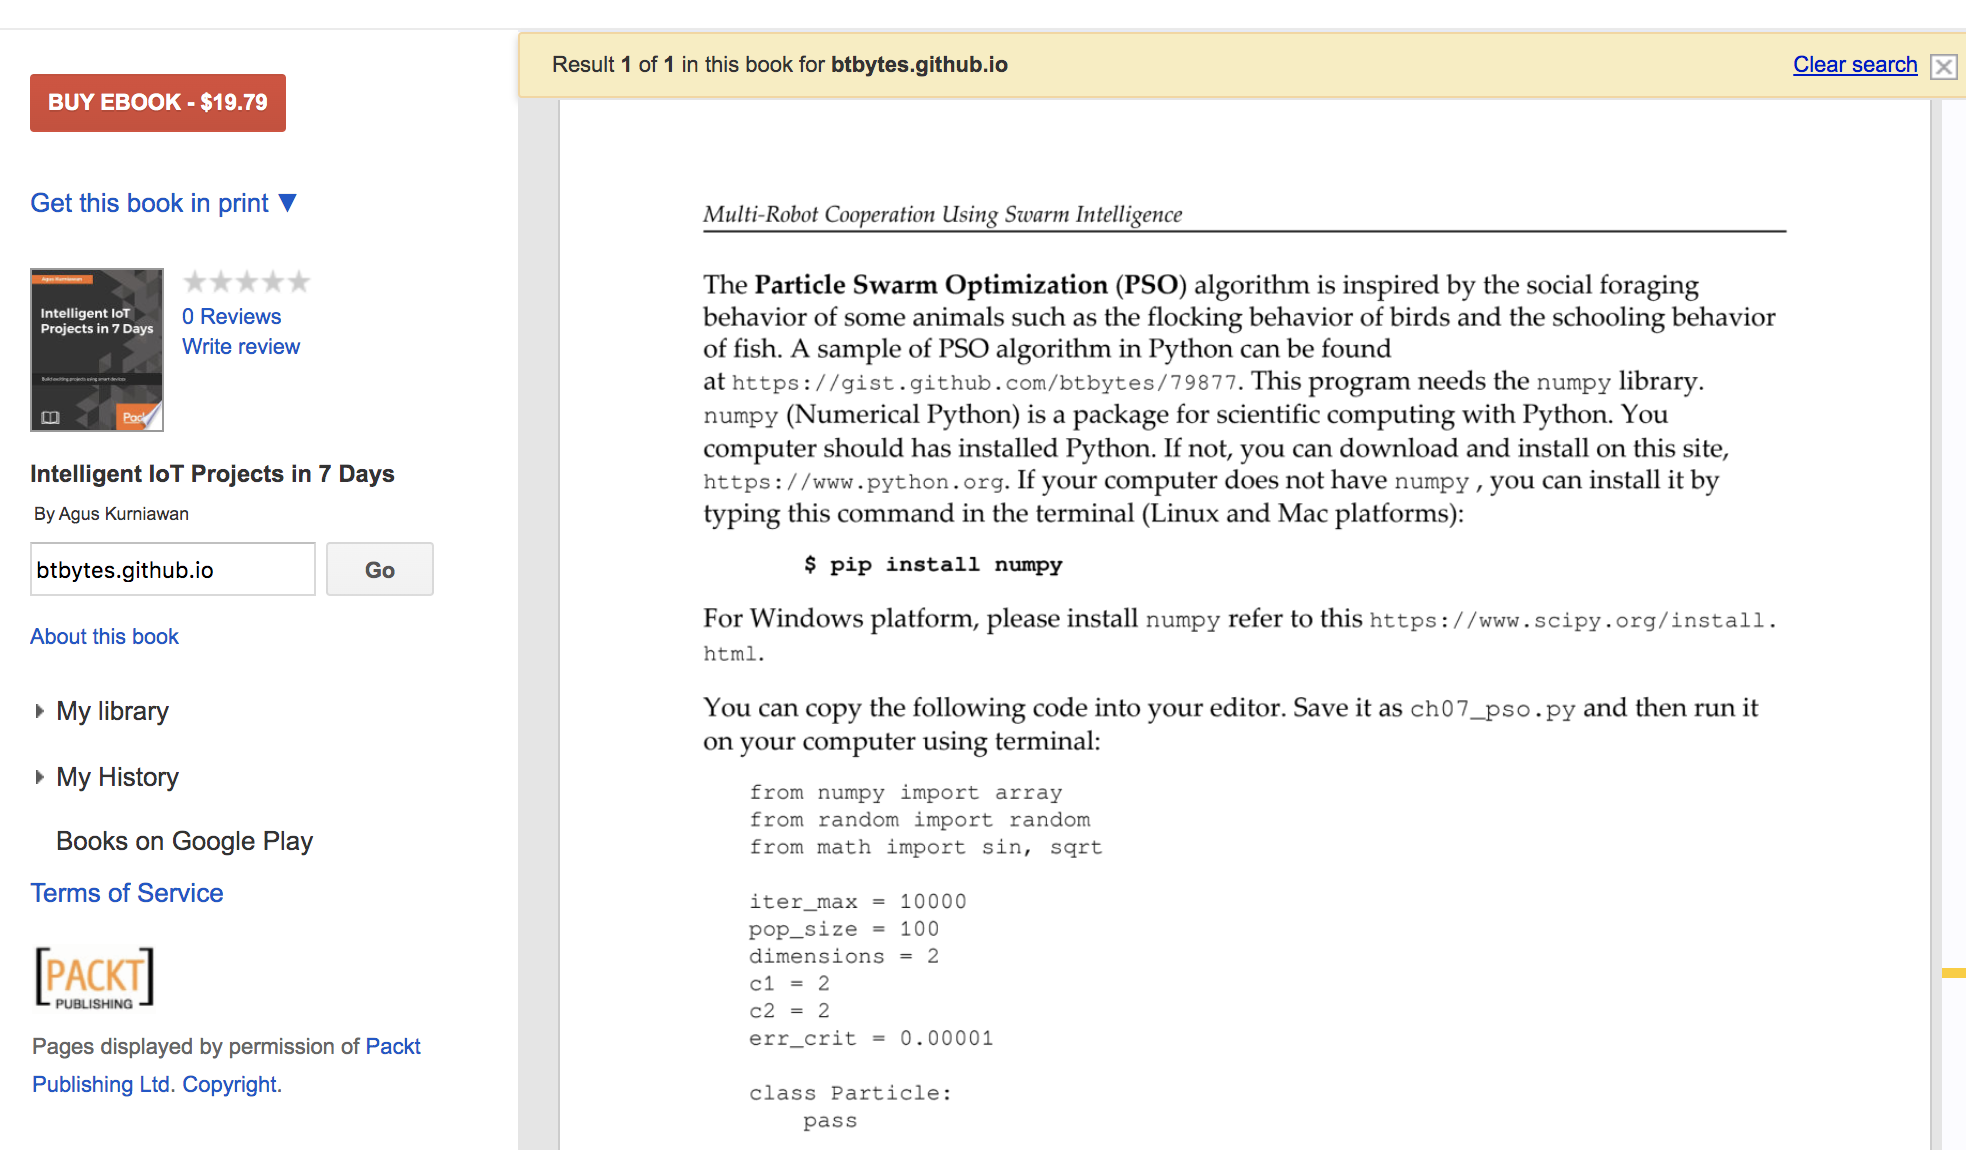 Result 1 of 1 in this book for btbytes.github.io
Clear search
BUY EBOOK - $19.79
Get this book in print ▼
Agus Kurniawan
Intelligent IoT
Projects in 7 Days
Build exciting projects using smart devices
Packt
0 Reviews
Write review
Intelligent IoT Projects in 7 Days
By Agus Kurniawan
btbytes.github.io
Go
About this book
My library
My History
Books on Google Play
Terms of Service
[PACKT]
PUBLISHING
Pages displayed by permission of Packt
Publishing Ltd. Copyright.
Multi-Robot Cooperation Using Swarm Intelligence
The Particle Swarm Optimization (PSO) algorithm is inspired by the social foraging
behavior of some animals such as the flocking behavior of birds and the schooling behavior
of fish. A sample of PSO algorithm in Python can be found
at https://gist.github.com/btbytes/79877. This program needs the numpy library.
numpy (Numerical Python) is a package for scientific computing with Python. You
computer should has installed Python. If not, you can download and install on this site,
https://www.python.org. If your computer does not have numpy , you can install it by
typing this command in the terminal (Linux and Mac platforms):
$ pip install numpy
For Windows platform, please install numpy refer to this https://www.scipy.org/install.
html.
You can copy the following code into your editor. Save it as ch07_pso.py and then run it
on your computer using terminal:
from numpy import array
from random import random
from math import sin, sqrt
iter_max = 10000
pop_size = 100
dimensions = 2
c1 = 2
c2 = 2
err_crit = 0.00001
class Particle:
pass